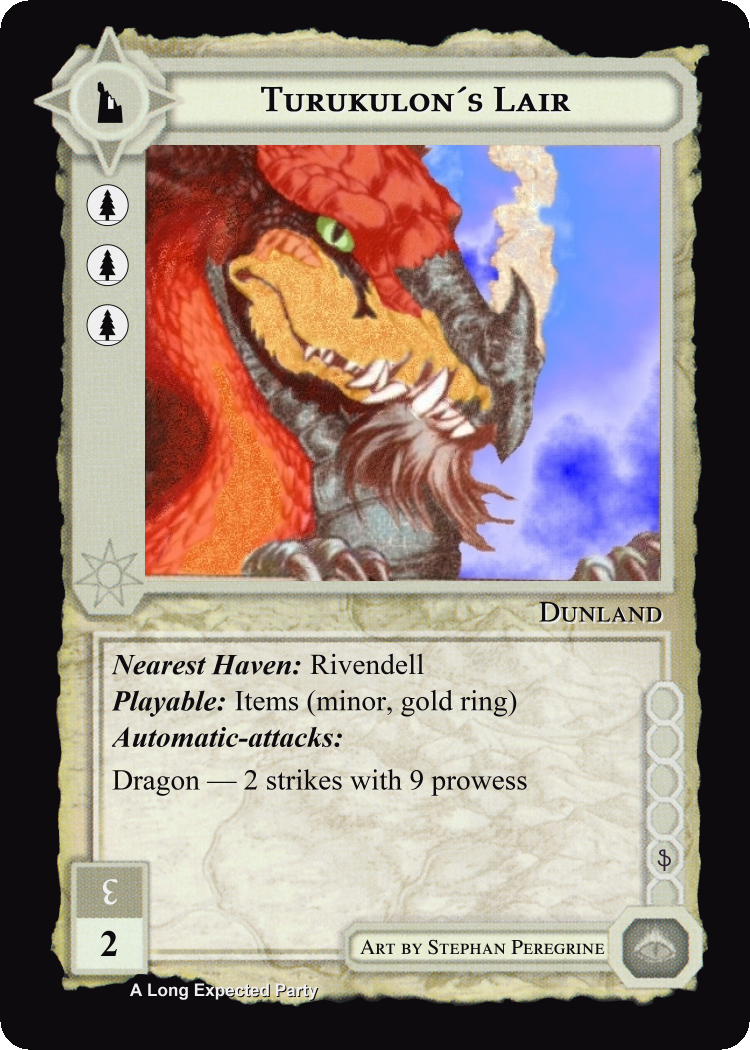 Turukulon´s Lair
Dunland
Nearest Haven: Rivendell
Playable: Items (minor, gold ring)
Automatic-attacks:
Dragon — 2 strikes with 9 prowess
2
Art by Stephan Peregrine
A Long Expected Party